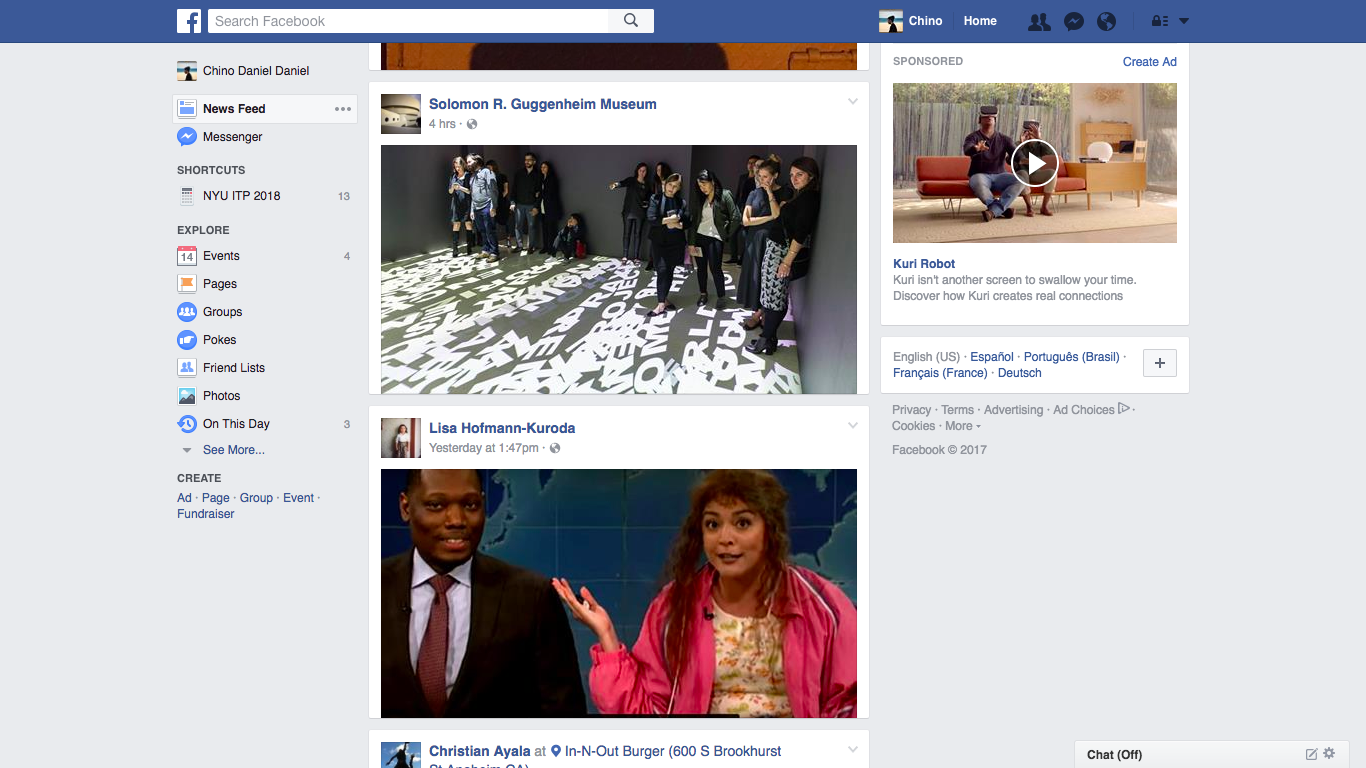 Search Facebook
Chino
Home
Chino Daniel Daniel
News Feed
Messenger
SHORTCUTS
NYU ITP 2018 13
EXPLORE
14 Events 4
Pages
Groups
Pokes
Friend Lists
Photos
On This Day 3
See More...
CREATE
Ad · Page · Group · Event ·
Fundraiser
Solomon R. Guggenheim Museum
4 hrs ·
Lisa Hofmann-Kuroda
Yesterday at 1:47pm ·
Christian Ayala at In-N-Out Burger (600 S Brookhurst
SPONSORED Create Ad
Kuri Robot
Kuri isn't another screen to swallow your time.
Discover how Kuri creates real connections
English (US) · Español · Português (Brasil) ·
Français (France) · Deutsch
+
Privacy · Terms · Advertising · Ad Choices ·
Cookies · More
Facebook © 2017
Chat (Off)